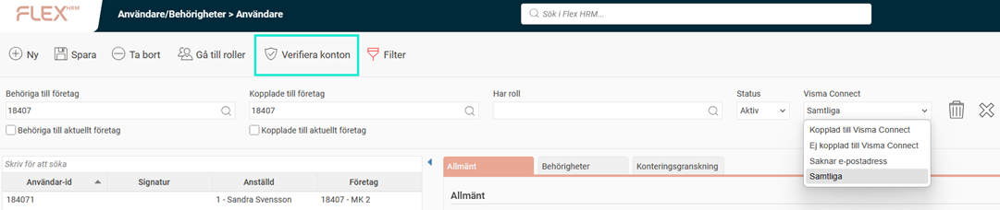 FLEX HRM
Användare/Behörigheter > Användare
Sök i Flex HRM...
Ny
Spara
Ta bort
Gå till roller
Verifiera konton
Filter
Behöriga till företag
Kopplade till företag
Har roll
Status
Visma Connect
18407
18407
Aktiv
Samtliga
Behöriga till aktuellt företag
Kopplade till aktuellt företag
Kopplad till Visma Connect
Ej kopplad till Visma Connect
Saknar e-postadress
Samtliga
Skriv för att söka
Allmänt
Behörigheter
Konteringsgranskning
Användar-id
Signatur
Anställd
Företag
184071
1 - Sandra Svensson
18407 - MK 2
Allmänt